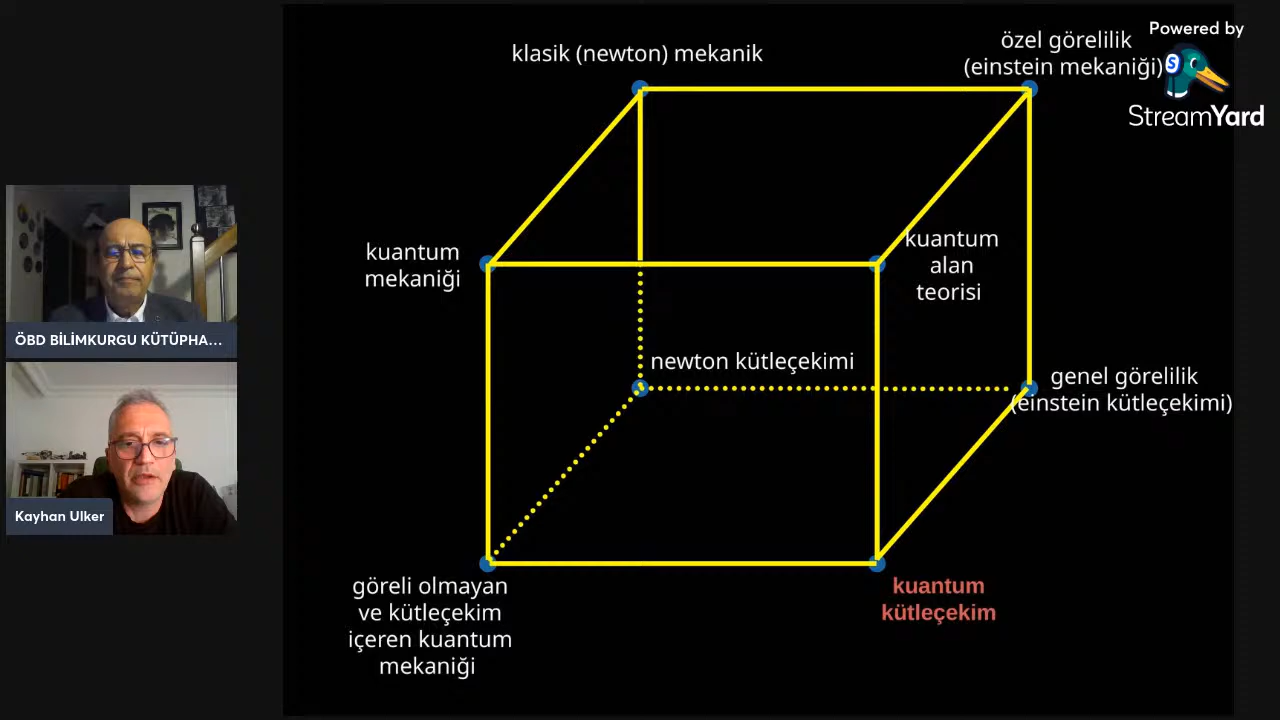 Powered by
StreamYard
klasik (newton) mekanik
özel görelilik
(einstein mekaniği)
kuantum
mekaniği
kuantum
alan
teorisi
newton kütleçekimi
genel görelilik
(einstein kütleçekimi)
göreli olmayan
ve kütleçekim
içeren kuantum
mekaniği
kuantum
kütleçekim
ÖBD BİLİMKURGU KÜTÜPHA...
Kayhan Ulker